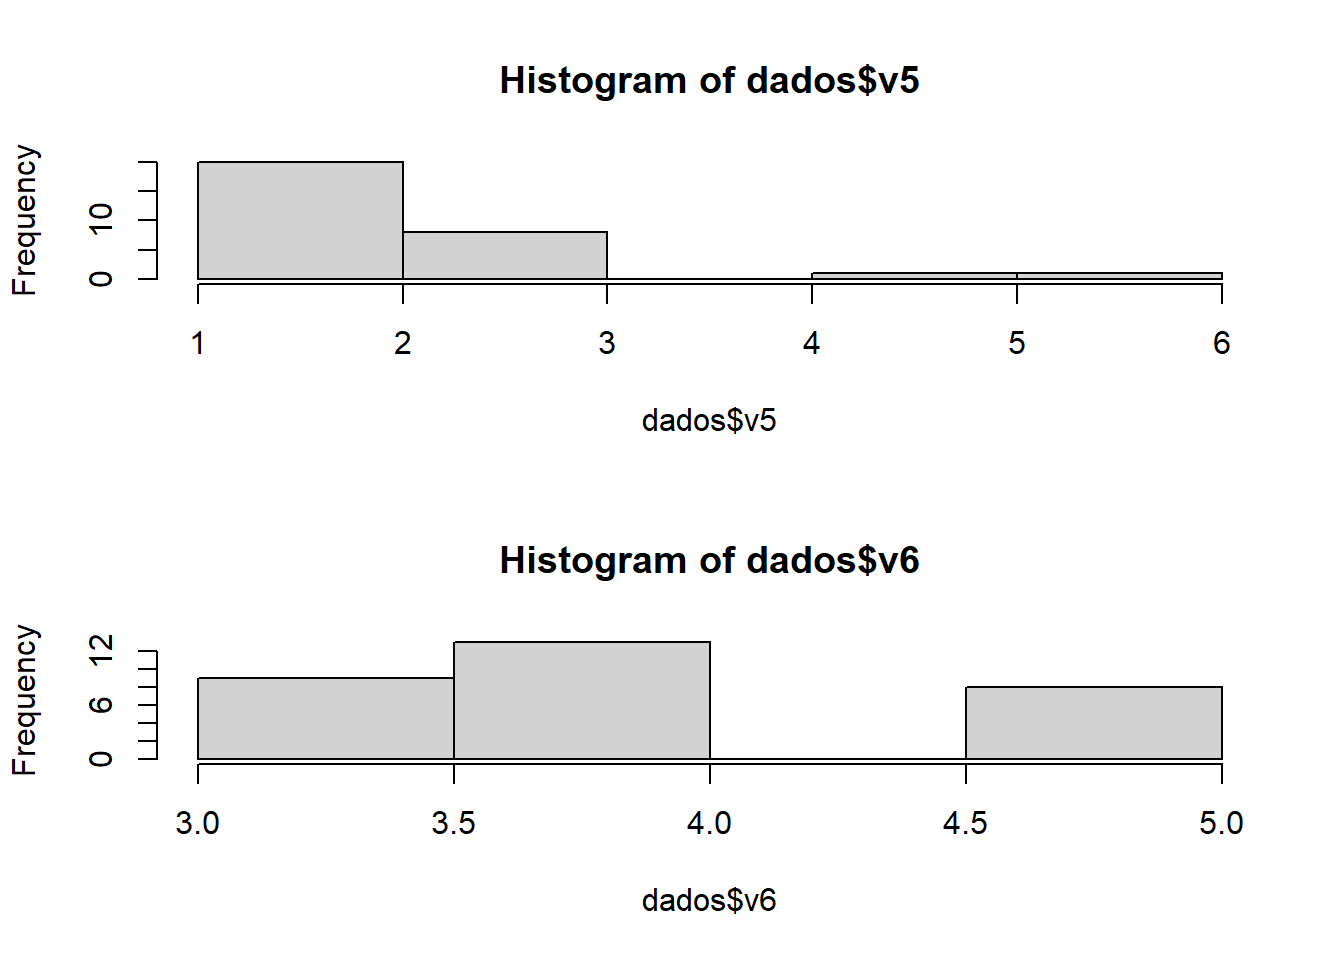 Histogram of dados$v5
Frequency
10
0
1 2 3 4 5 6
dados$v5
Histogram of dados$v6
Frequency
12
6
0
3.0 3.5 4.0 4.5 5.0
dados$v6